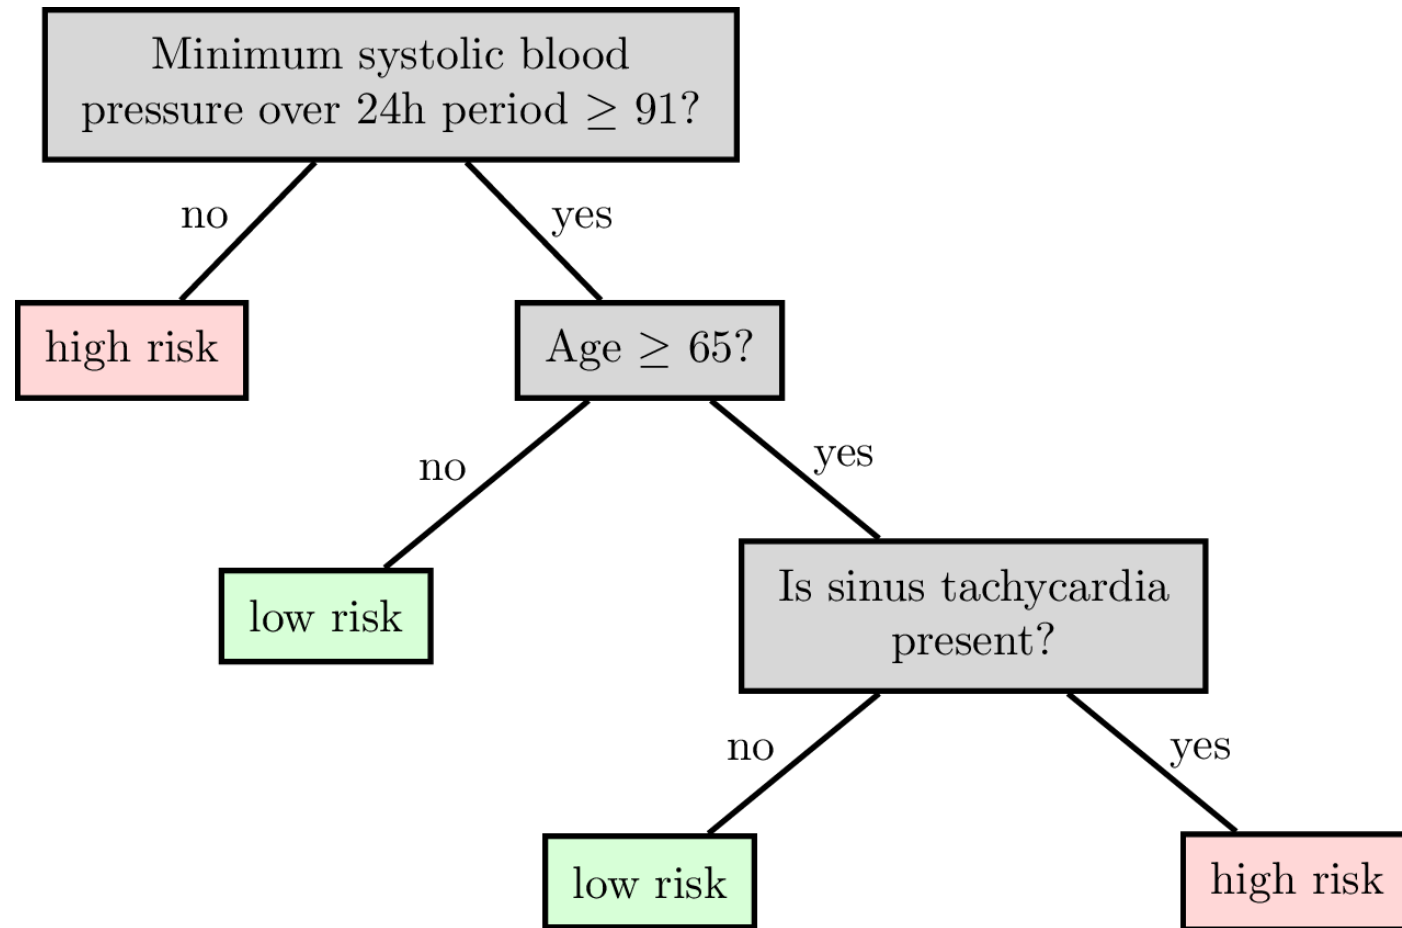 Minimum systolic blood
pressure over 24h period ≥ 91?
no
yes
high risk
Age ≥ 65?
no
yes
low risk
Is sinus tachycardia
present?
no
yes
low risk
high risk